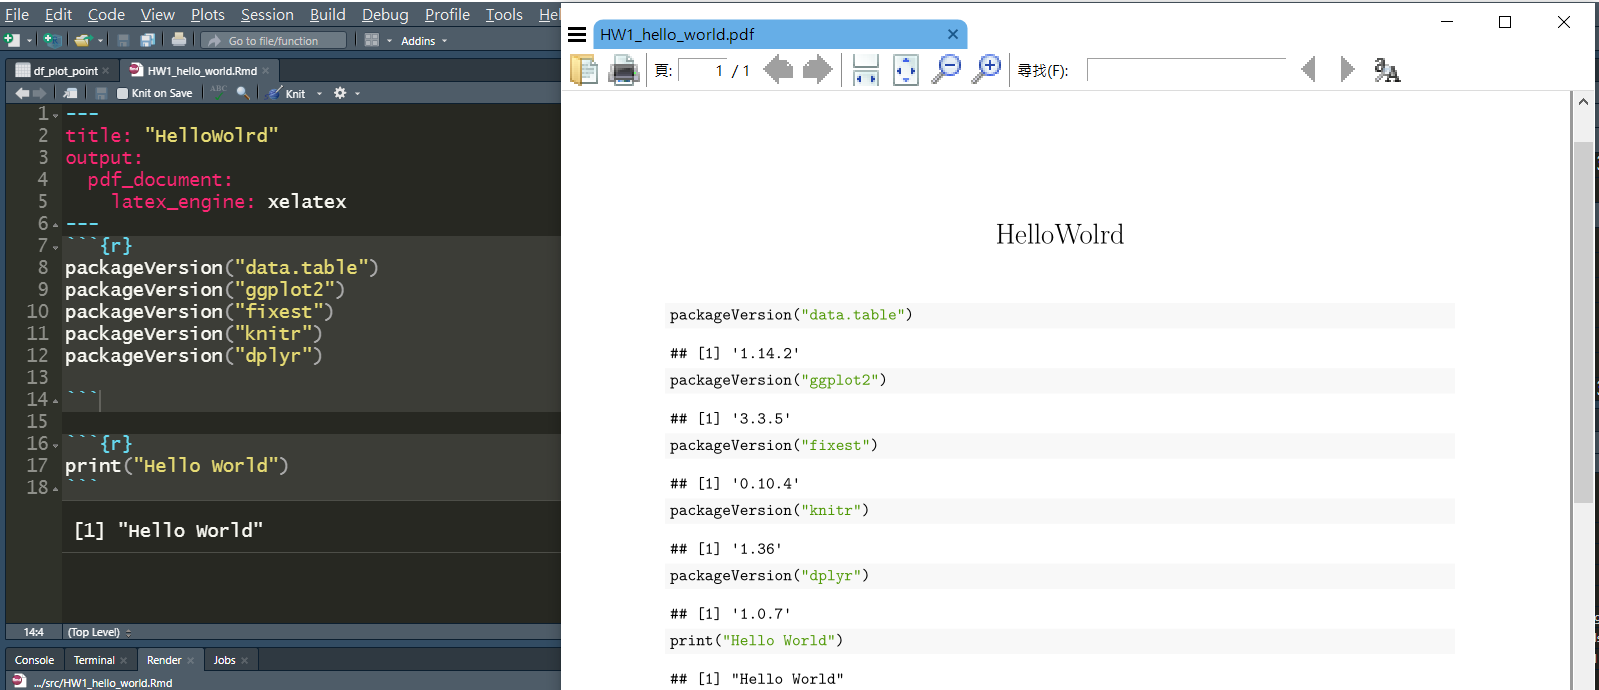 File Edit Code View Plots Session Build Debug Profile Tools Hel
Go to file/function Addins
df_plot_point HW1_hello_world.Rmd
Knit on Save ABC Knit
1 ---
2 title: "HelloWolrd"
3 output:
4 pdf_document:
5 latex_engine: xelatex
6 ---
7 ```{r}
8 packageVersion("data.table")
9 packageVersion("ggplot2")
10 packageVersion("fixest")
11 packageVersion("knitr")
12 packageVersion("dplyr")
13
14 ```
15
16 ```{r}
17 print("Hello World")
18 ```
[1] "Hello World"
14:4 (Top Level)
Console Terminal Render Jobs
.../src/HW1_hello_world.Rmd
HW1_hello_world.pdf
頁: 1 / 1 尋找(F):
HelloWolrd
packageVersion("data.table")
## [1] '1.14.2'
packageVersion("ggplot2")
## [1] '3.3.5'
packageVersion("fixest")
## [1] '0.10.4'
packageVersion("knitr")
## [1] '1.36'
packageVersion("dplyr")
## [1] '1.0.7'
print("Hello World")
## [1] "Hello World"